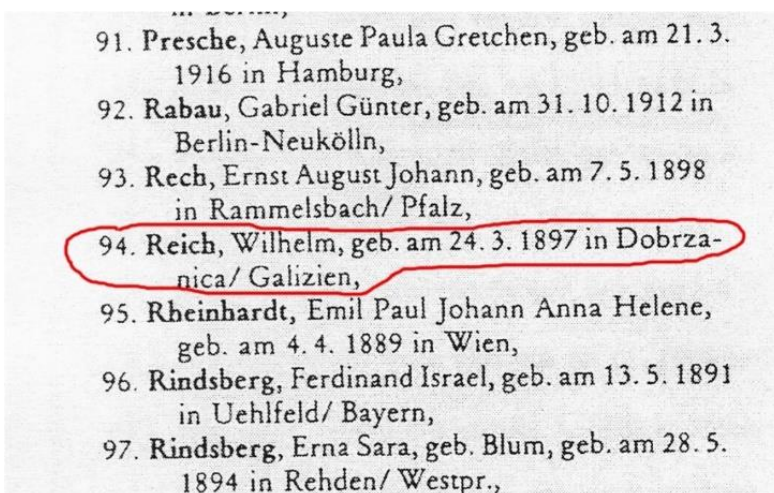 in Berlin,
91. Presche, Auguste Paula Gretchen, geb. am 21. 3.
1916 in Hamburg,
92. Rabau, Gabriel Günter, geb. am 31. 10. 1912 in
Berlin-Neukölln,
93. Rech, Ernst August Johann, geb. am 7. 5. 1898
in Rammelsbach/ Pfalz,
94. Reich, Wilhelm, geb. am 24. 3. 1897 in Dobrza-
nica/ Galizien,
95. Rheinhardt, Emil Paul Johann Anna Helene,
geb. am 4. 4. 1889 in Wien,
96. Rindsberg, Ferdinand Israel, geb. am 13. 5. 1891
in Uehlfeld/ Bayern,
97. Rindsberg, Erna Sara, geb. Blum, geb. am 28. 5.
1894 in Rehden/ Westpr.,